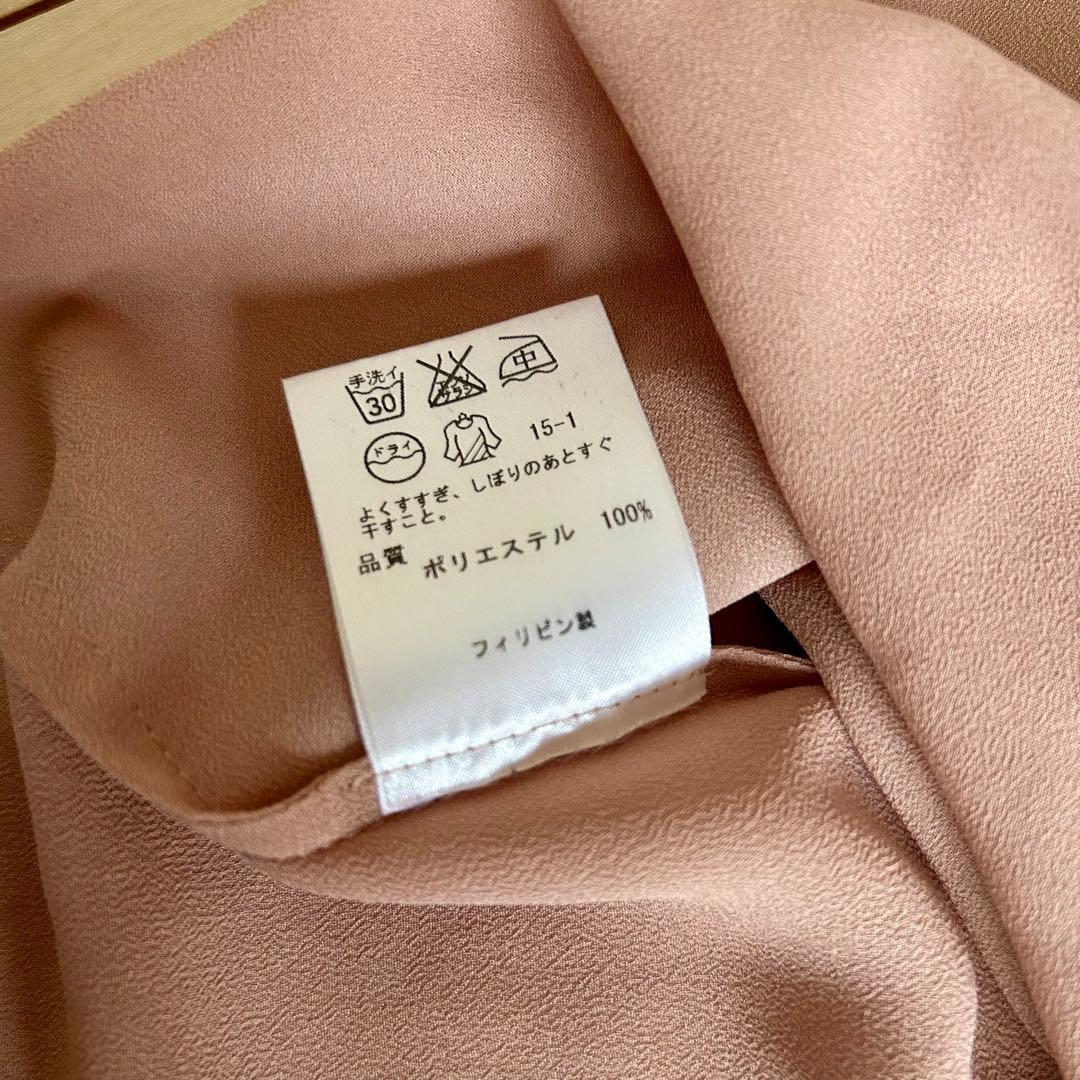 手洗イ
30
エンソ
サラシ
中
ドライ
15-1
よくすすぎ、しぼりのあとすぐ
干すこと。
品質 ポリエステル 100%
フィリピン製